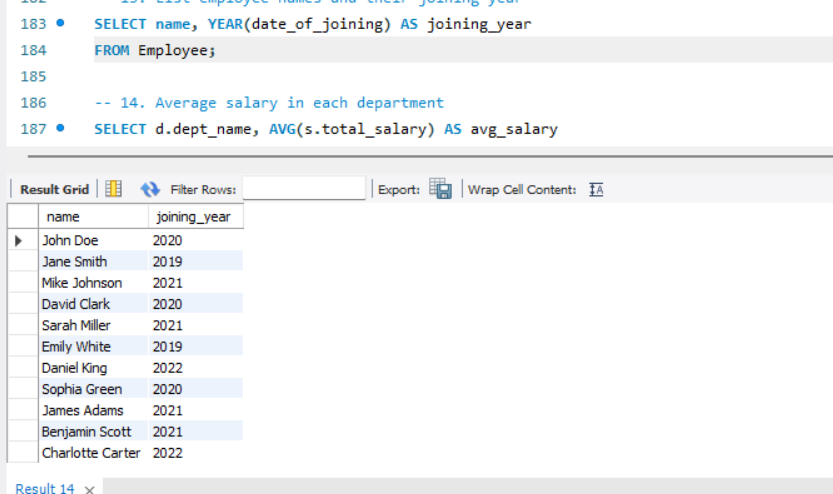 182 -- 13. List employee names and their joining year
183 SELECT name, YEAR(date_of_joining) AS joining_year
184 FROM Employee;
185
186 -- 14. Average salary in each department
187 SELECT d.dept_name, AVG(s.total_salary) AS avg_salary
Result Grid Filter Rows: Export: Wrap Cell Content: IA
name joining_year
John Doe 2020
Jane Smith 2019
Mike Johnson 2021
David Clark 2020
Sarah Miller 2021
Emily White 2019
Daniel King 2022
Sophia Green 2020
James Adams 2021
Benjamin Scott 2021
Charlotte Carter 2022
Result 14 ×